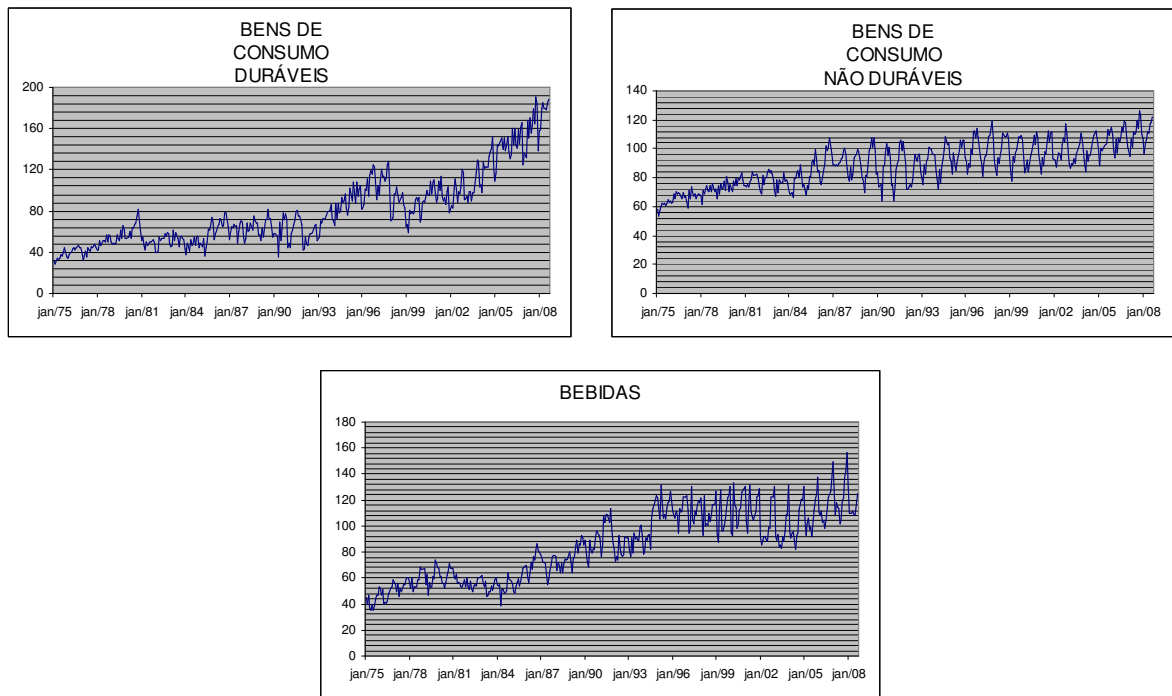 BENS DE
CONSUMO
DURÁVEIS
200
160
120
80
40
0
jan/75 jan/78 jan/81 jan/84 jan/87 jan/90 jan/93 jan/96 jan/99 jan/02 jan/05 jan/08
BENS DE
CONSUMO
NÃO DURÁVEIS
140
120
100
80
60
40
20
0
jan/75 jan/78 jan/81 jan/84 jan/87 jan/90 jan/93 jan/96 jan/99 jan/02 jan/05 jan/08
BEBIDAS
180
160
140
120
100
80
60
40
20
0
jan/75 jan/78 jan/81 jan/84 jan/87 jan/90 jan/93 jan/96 jan/99 jan/02 jan/05 jan/08